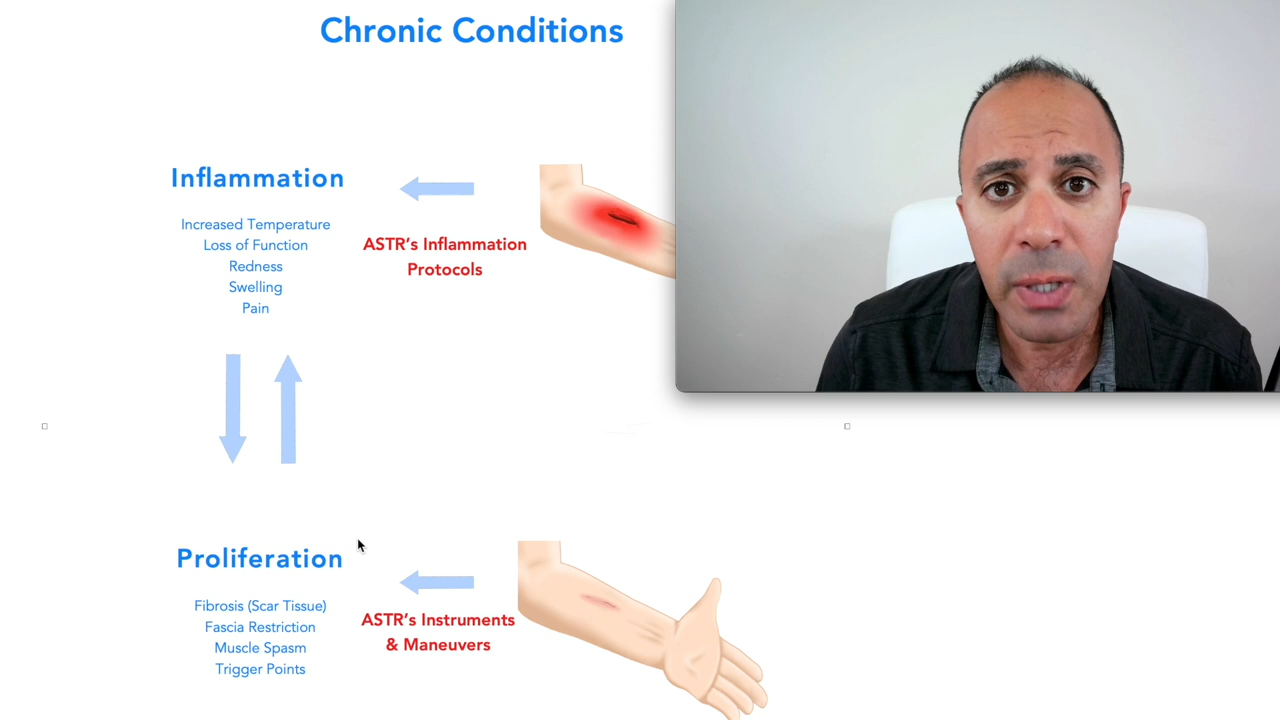 Chronic Conditions
Inflammation
Increased Temperature
Loss of Function
Redness
Swelling
Pain
ASTR's Inflammation
Protocols
Proliferation
Fibrosis (Scar Tissue)
Fascia Restriction
Muscle Spasm
Trigger Points
ASTR's Instruments
& Maneuvers